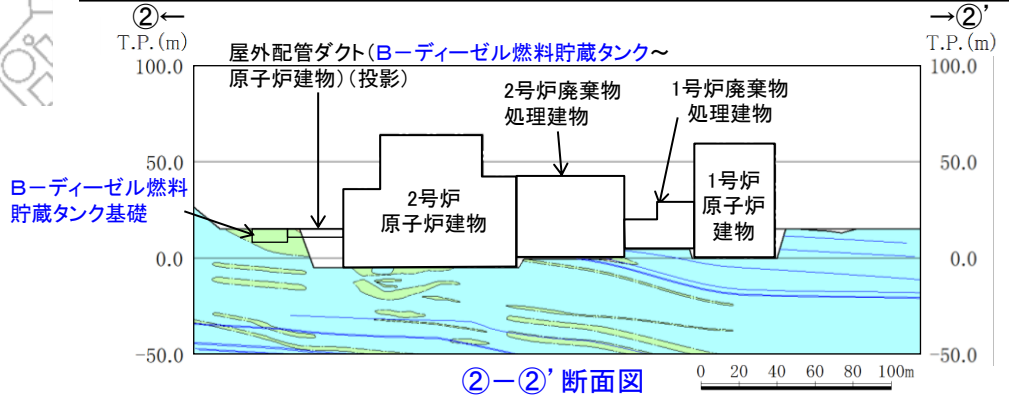 ②←
→②’
T.P.(m)
T.P.(m)
屋外配管ダクト(B-ディーゼル燃料貯蔵タンク～
原子炉建物)(投影)
100.0
100.0
2号炉廃棄物
処理建物
1号炉廃棄物
処理建物
50.0
50.0
B-ディーゼル燃料
貯蔵タンク基礎
2号炉
原子炉建物
1号炉
原子炉
建物
0.0
0.0
-50.0
-50.0
②-②’断面図
0 20 40 60 80 100m